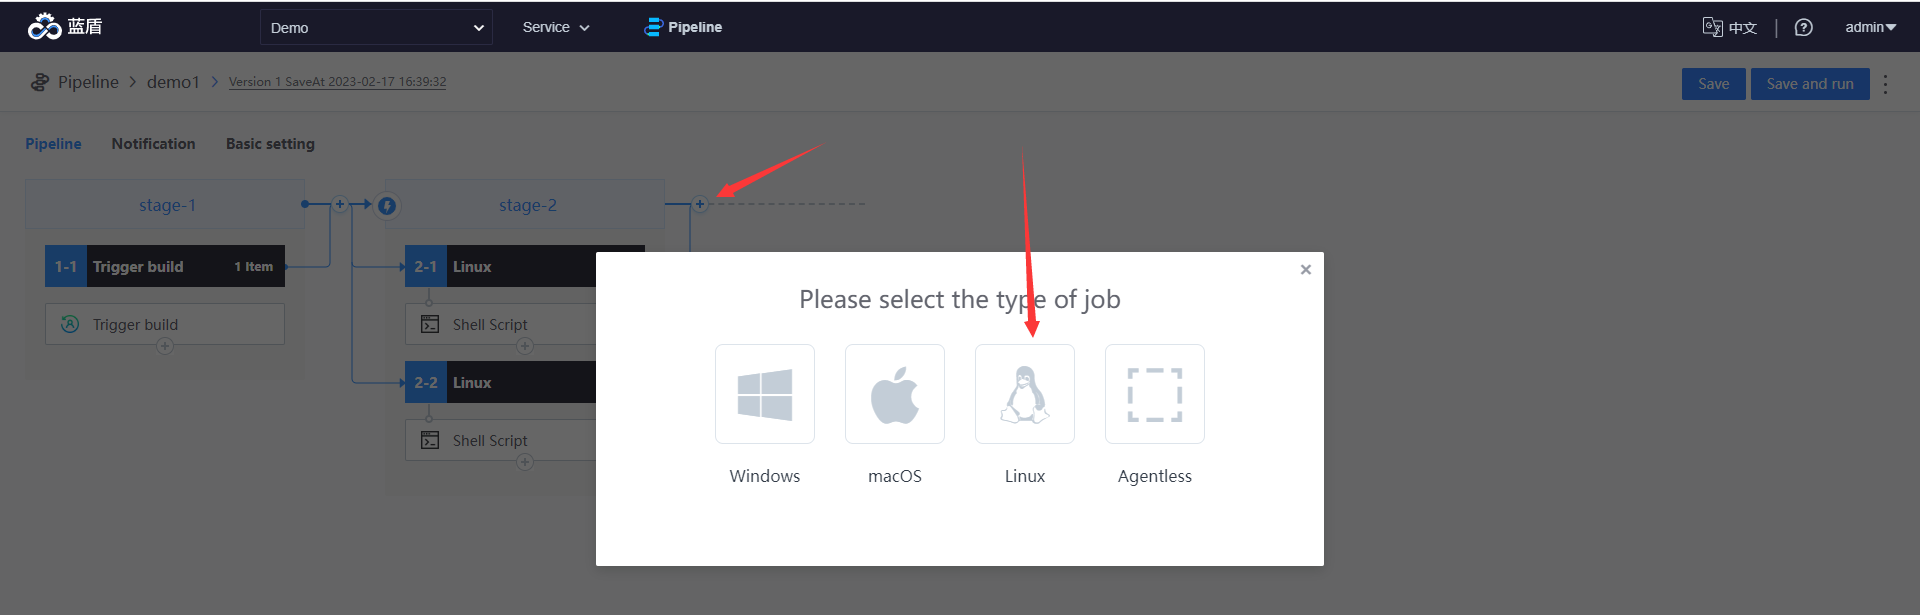 蓝盾
Demo
Service
Pipeline
中文
admin
Pipeline
demo1
Version 1 SaveAt 2023-02-17 16:39:32
Save
Save and run
Pipeline
Notification
Basic setting
stage-1
stage-2
1-1
Trigger build
1 Item
Trigger build
2-1
Linux
Shell Script
2-2
Linux
Shell Script
Please select the type of job
Windows
macOS
Linux
Agentless